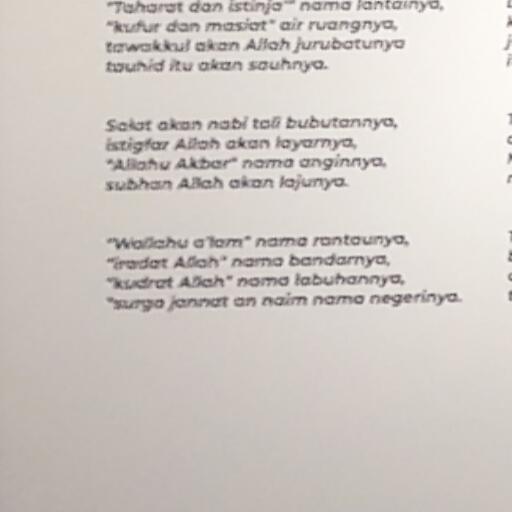 "Taharat dan istinja'" nama lantainya,
"kufur dan masiat" air ruangnya,
tawakkul akan Allah jurubatunya
tauhid itu akan sauhnya.
Salat akan nabi tali bubutannya,
istigfar Allah akan layarnya,
"Allahu Akbar" nama anginnya,
subhan Allah akan lajunya.
"Wallahu a'lam" nama rantaunya,
"iradat Allah" nama bandarnya,
"kudrat Allah" nama labuhannya,
"surga jannat an naim nama negerinya.